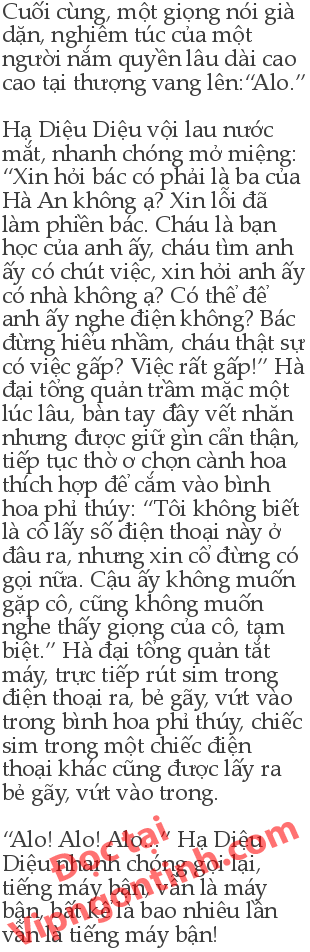 Cuối cùng, một giọng nói già
dặn, nghiêm túc của một
người nắm quyền lâu dài cao
cao tại thượng vang lên:“Alo.”
Hạ Diệu Diệu vội lau nước
mắt, nhanh chóng mở miệng:
“Xin hỏi bác có phải là ba của
Hà An không ạ? Xin lỗi đã
làm phiền bác. Cháu là bạn
học của anh ấy, cháu tìm anh
ấy có chút việc, xin hỏi anh ấy
có nhà không ạ? Có thể để
anh ấy nghe điện không? Bác
đừng hiểu nhầm, cháu thật sự
có việc gấp? Việc rất gấp!” Hà
đại tổng quản trầm mặc một
lúc lâu, bàn tay đầy vết nhăn
nhưng được giữ gìn cẩn thận,
tiếp tục thờ ơ chọn cành hoa
thích hợp để cắm vào bình
hoa phỉ thúy: “Tôi không biết
là cô lấy số điện thoại này ở
đâu ra, nhưng xin cô đừng có
gọi nữa. Cậu ấy không muốn
gặp cô, cũng không muốn
nghe thấy giọng của cô, tạm
biệt.” Hà đại tổng quản tắt
máy, trực tiếp rút sim trong
điện thoại ra, bẻ gãy, vứt vào
trong bình hoa phỉ thúy, chiếc
sim trong một chiếc điện
thoại khác cũng được lấy ra
bẻ gãy, vứt vào trong.
“Alo! Alo! Alo...” Hạ Diệu
Diệu nhanh chóng gọi lại,
tiếng máy bận, vẫn là máy
bận, bất kể là bao nhiêu lần
vẫn là tiếng máy bận!
Đọc tại
Vipngontinh.com